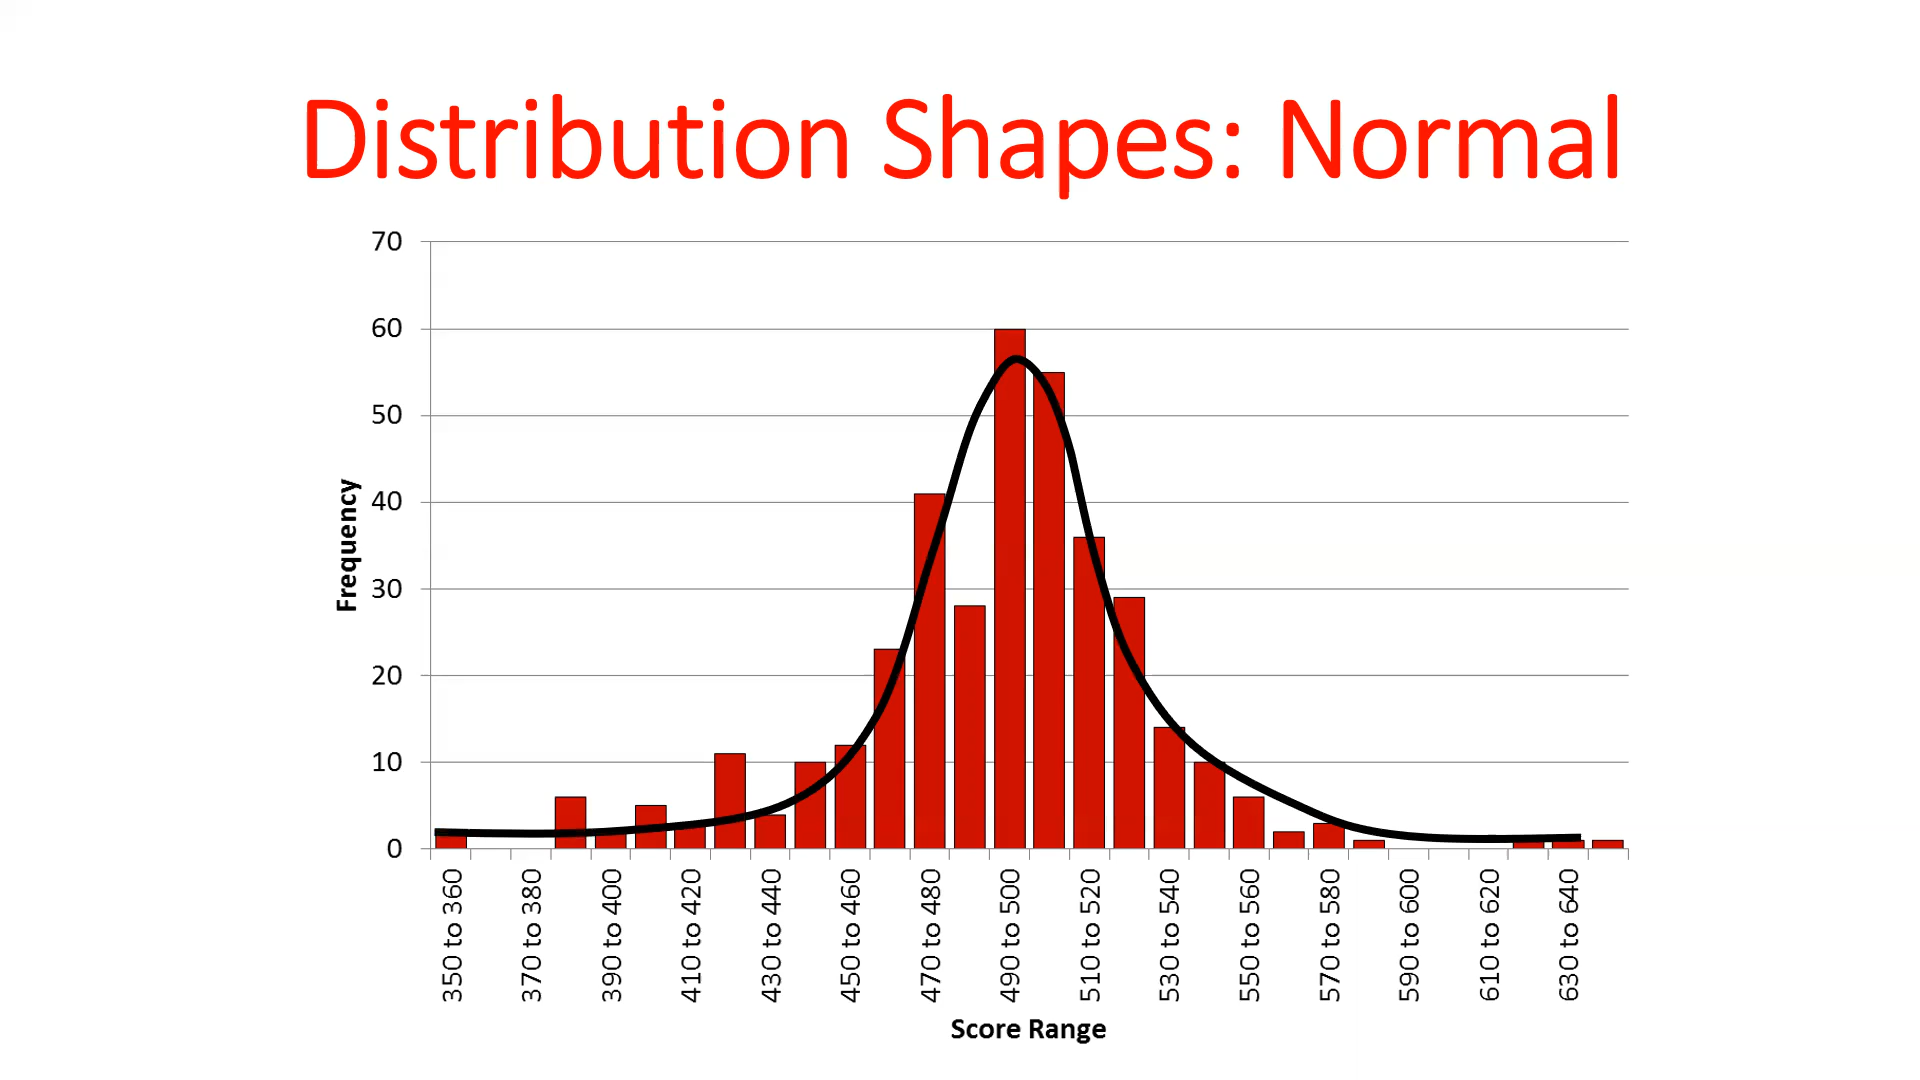 Distribution Shapes: Normal
70
60
50
40
30
20
10
0
Frequency
350 to 360
370 to 380
390 to 400
410 to 420
430 to 440
450 to 460
470 to 480
490 to 500
510 to 520
530 to 540
550 to 560
570 to 580
590 to 600
610 to 620
630 to 640
Score Range